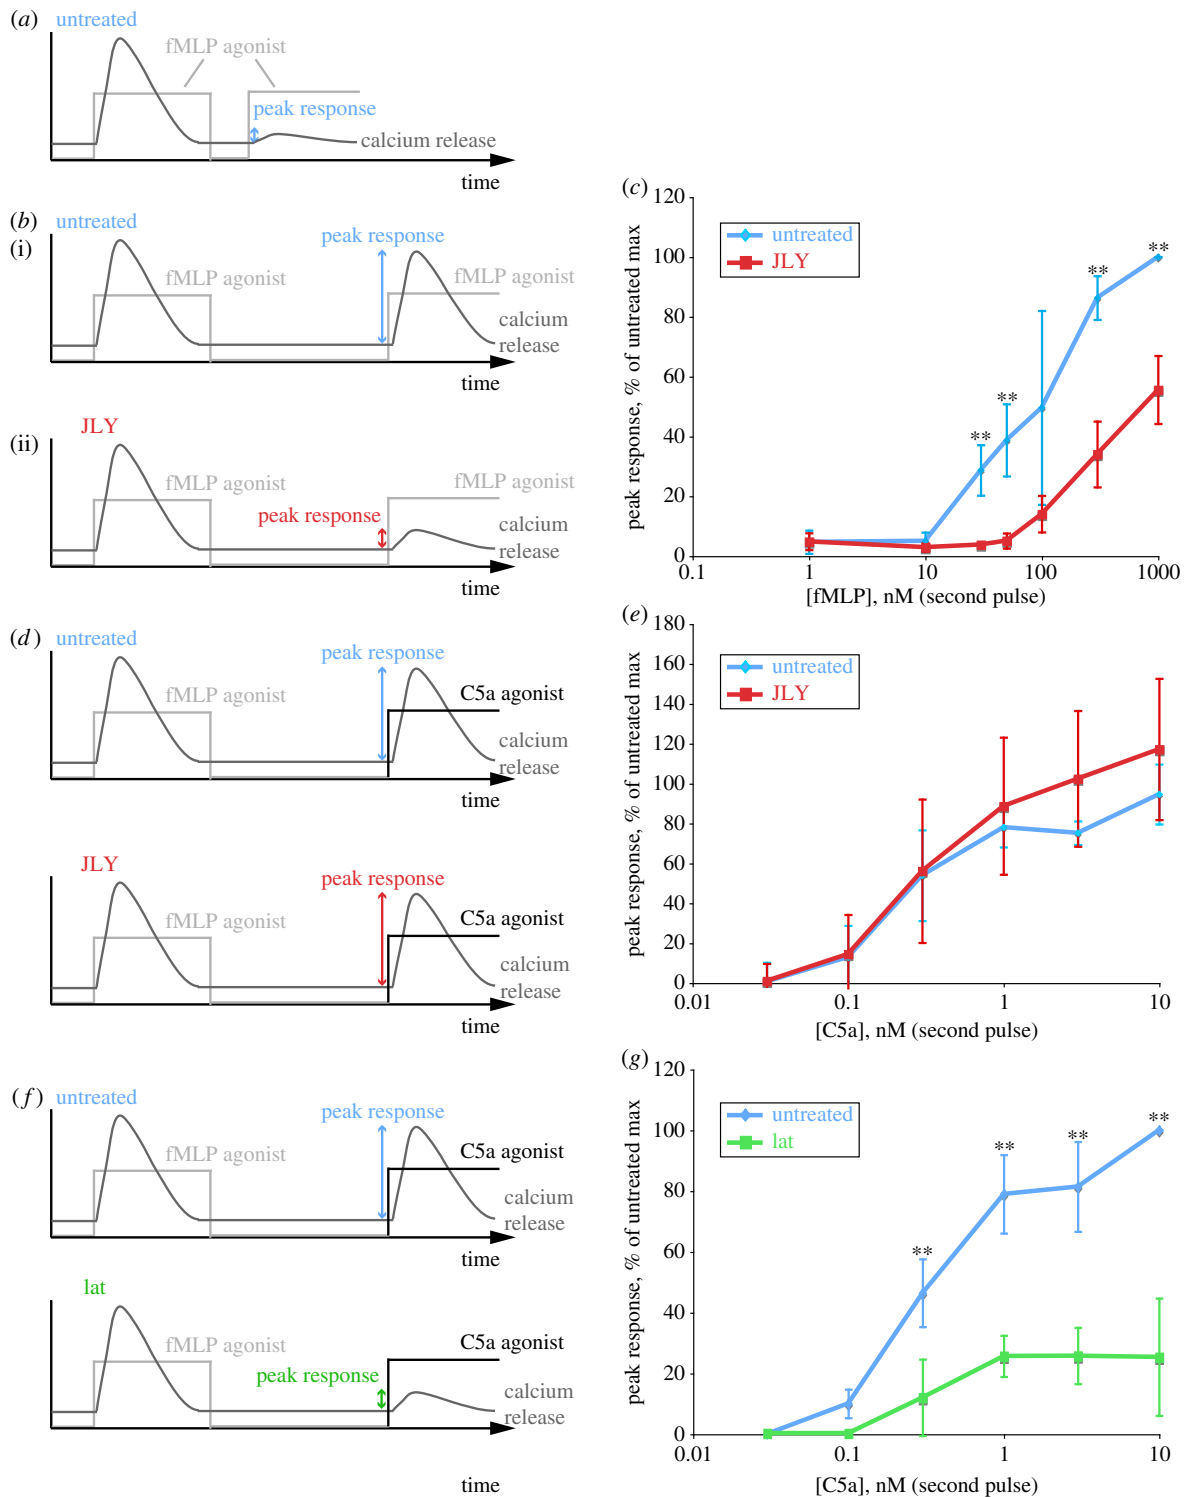 (a)
untreated
fMLP agonist
peak response
calcium release
time
(b)
untreated
(i)
peak response
fMLP agonist
fMLP agonist
calcium
release
time
JLY
(ii)
fMLP agonist
fMLP agonist
peak response
calcium
release
time
(c)
120
100
80
60
40
20
0
0.1
1
10
100
1000
peak response, % of untreated max
[fMLP], nM (second pulse)
untreated
JLY
**
**
**
**
(d)
untreated
peak response
fMLP agonist
C5a agonist
calcium
release
time
JLY
peak response
fMLP agonist
C5a agonist
calcium
release
time
(e)
180
160
140
120
100
80
60
40
20
0
0.01
0.1
1
10
peak response, % of untreated max
[C5a], nM (second pulse)
untreated
JLY
(f)
untreated
peak response
fMLP agonist
C5a agonist
calcium
release
time
lat
fMLP agonist
C5a agonist
peak response
calcium
release
time
(g)
120
100
80
60
40
20
0
0.01
0.1
1
10
peak response, % of untreated max
[C5a], nM (second pulse)
untreated
lat
**
**
**
**